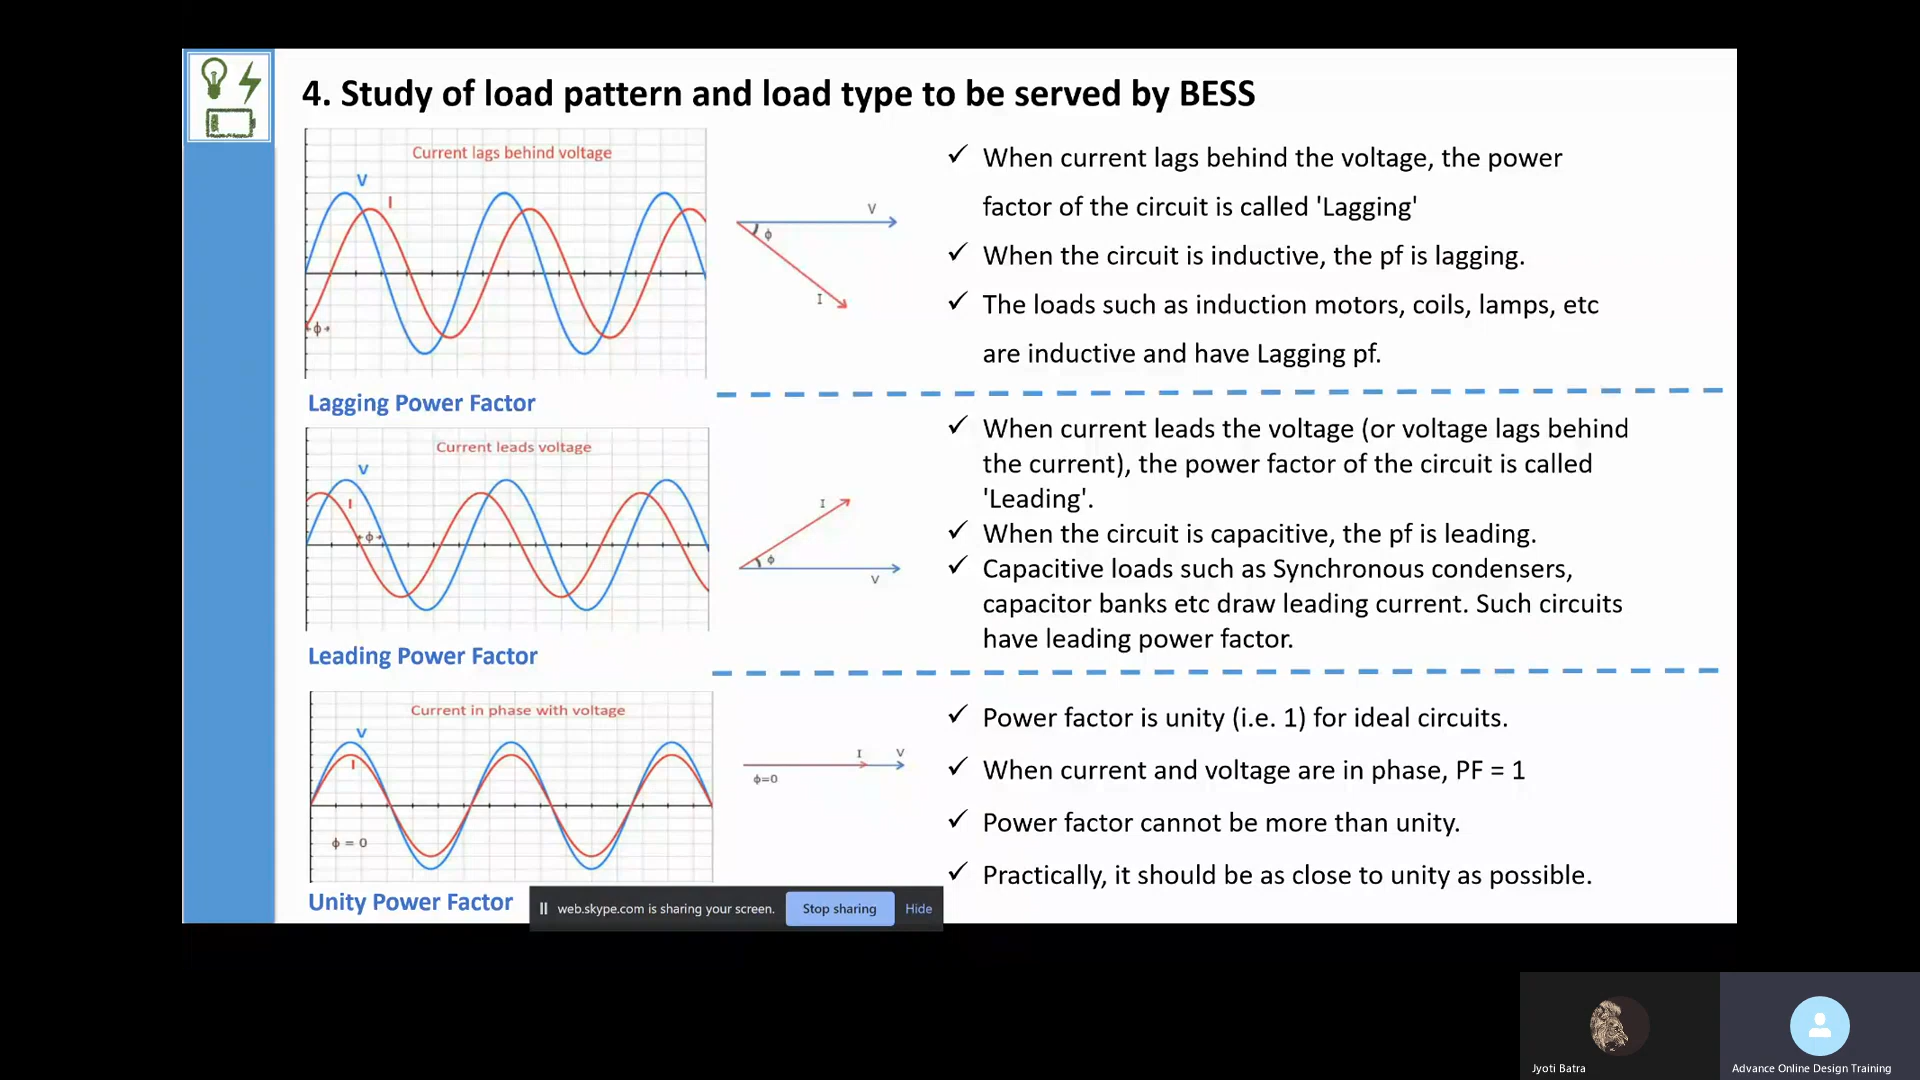 4. Study of load pattern and load type to be served by BESS
Current lags behind voltage
V
I
ϕ
Lagging Power Factor
V
ϕ
I
✓ When current lags behind the voltage, the power
factor of the circuit is called 'Lagging'
✓ When the circuit is inductive, the pf is lagging.
✓ The loads such as induction motors, coils, lamps, etc
are inductive and have Lagging pf.
Current leads voltage
V
I
ϕ
Leading Power Factor
I
ϕ
V
✓ When current leads the voltage (or voltage lags behind
the current), the power factor of the circuit is called
'Leading'.
✓ When the circuit is capacitive, the pf is leading.
✓ Capacitive loads such as Synchronous condensers,
capacitor banks etc draw leading current. Such circuits
have leading power factor.
Current in phase with voltage
V
I
ϕ = 0
Unity Power Factor
I V
ϕ=0
✓ Power factor is unity (i.e. 1) for ideal circuits.
✓ When current and voltage are in phase, PF = 1
✓ Power factor cannot be more than unity.
✓ Practically, it should be as close to unity as possible.
web.skype.com is sharing your screen. Stop sharing Hide
Jyoti Batra
Advance Online Design Training